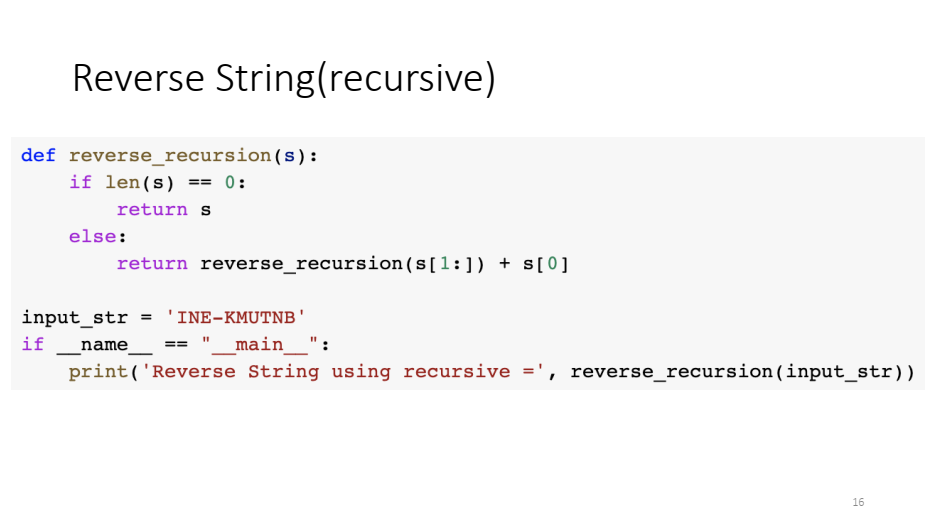 Reverse String(recursive)
def reverse_recursion(s):
    if len(s) == 0:
        return s
    else:
        return reverse_recursion(s[1:]) + s[0]
input_str = 'INE-KMUTNB'
if __name__ == "__main__":
    print('Reverse String using recursive =', reverse_recursion(input_str))
16